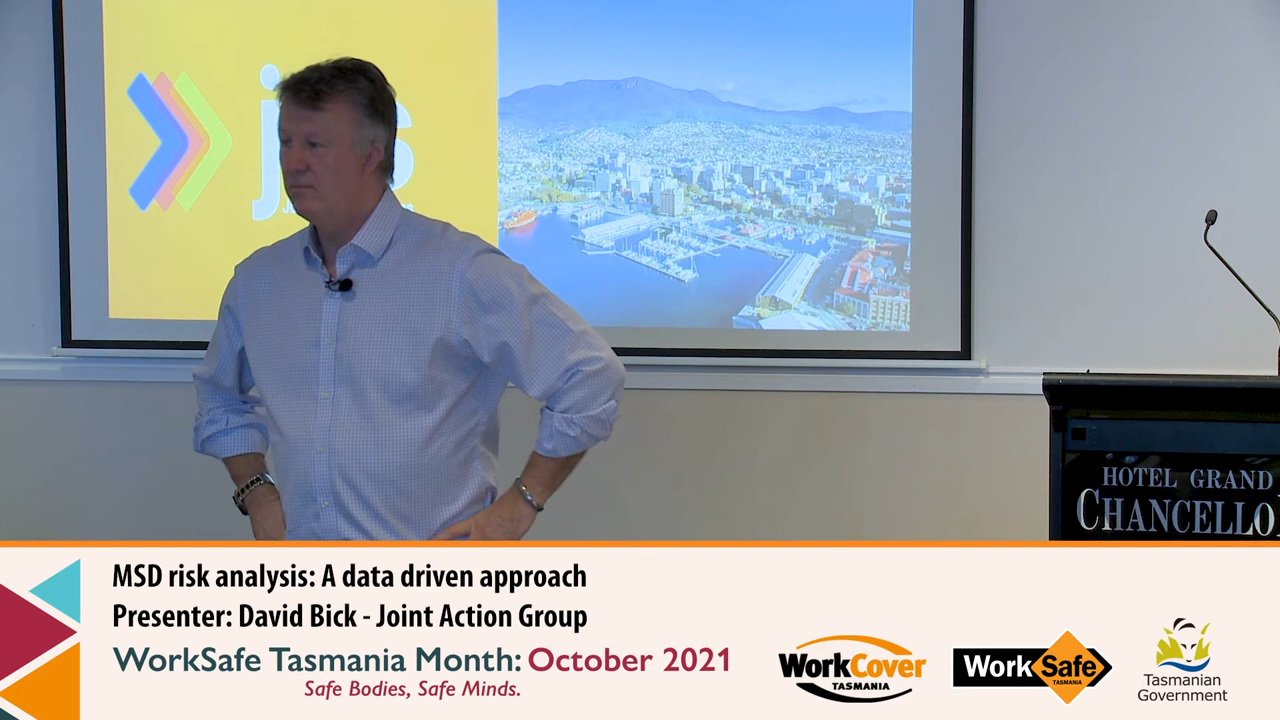 HOTEL GRAND
CHANCELLO
MSD risk analysis: A data driven approach
Presenter: David Bick - Joint Action Group
WorkSafe Tasmania Month: October 2021
Safe Bodies, Safe Minds.
WorkCover
TASMANIA
WorkSafe
TASMANIA
Tasmanian
Government